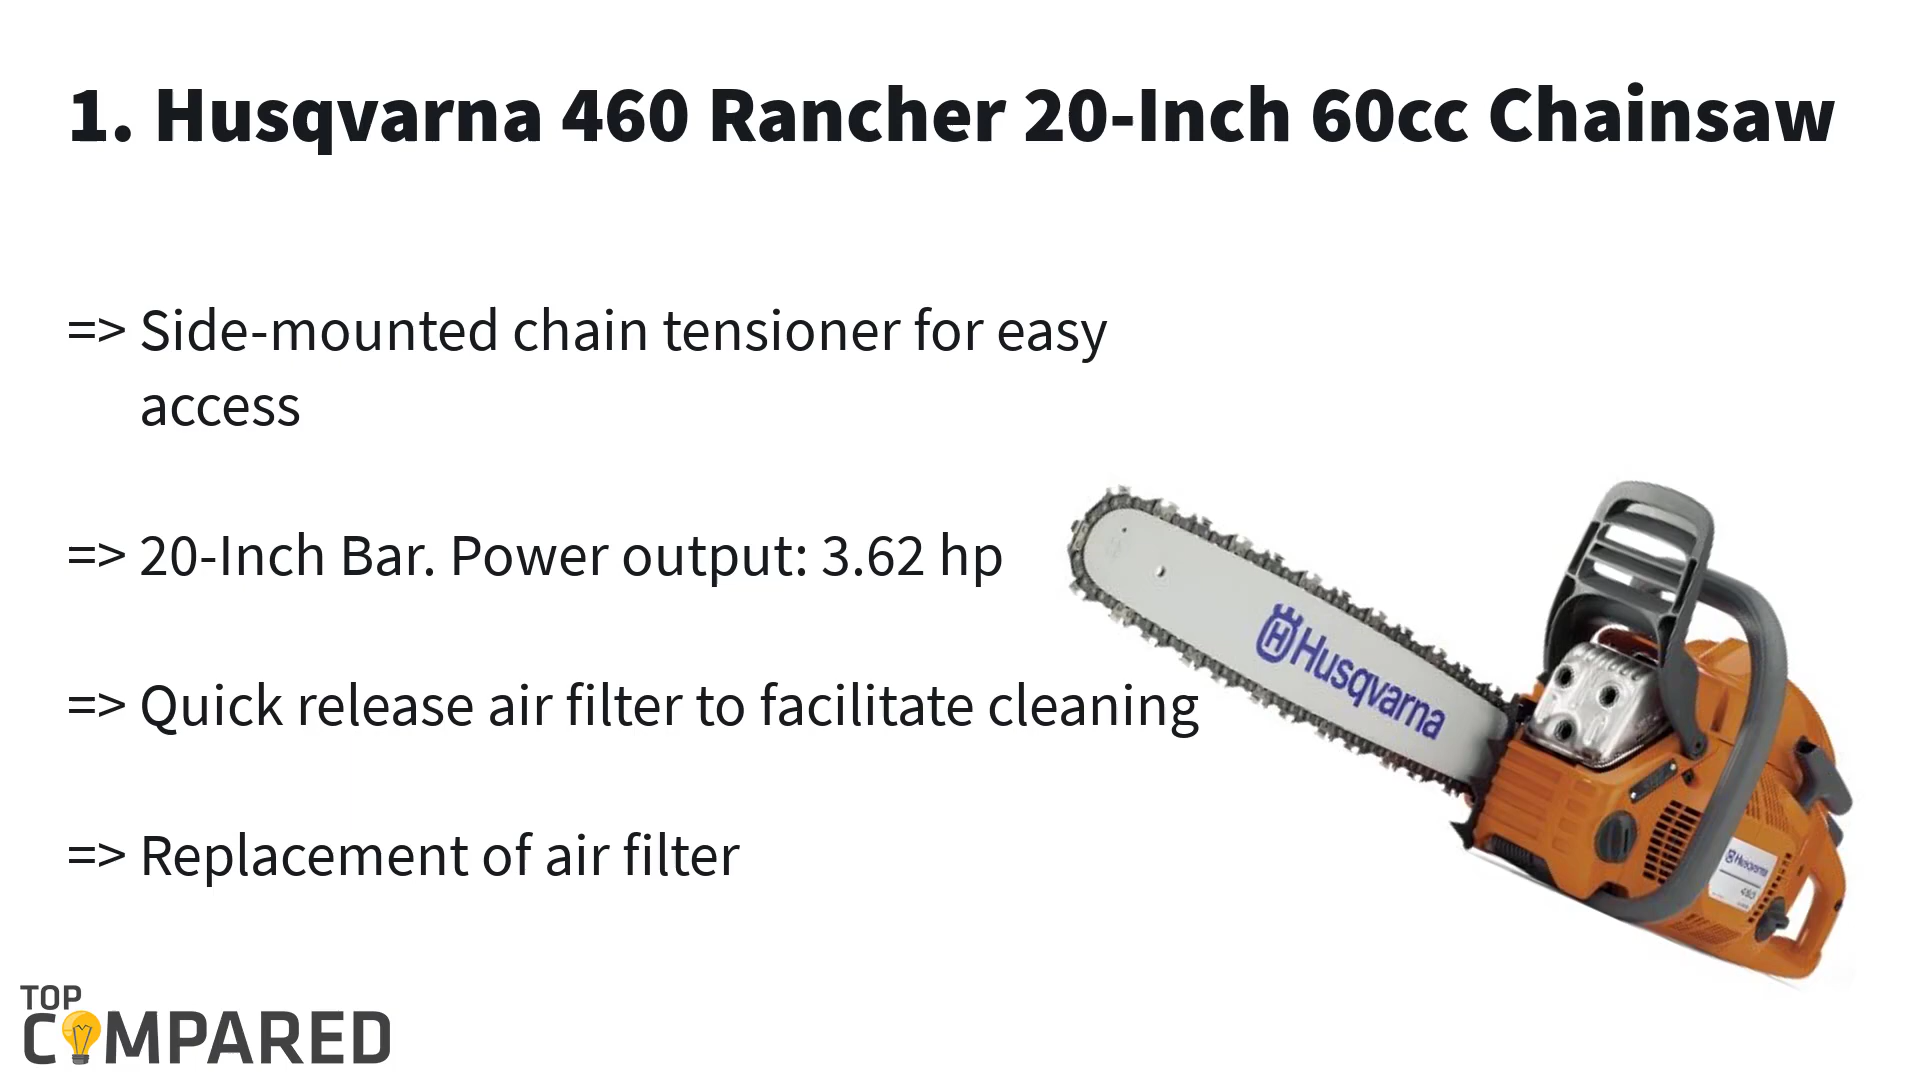 1. Husqvarna 460 Rancher 20-Inch 60cc Chainsaw
=> Side-mounted chain tensioner for easy
access
=> 20-Inch Bar. Power output: 3.62 hp
=> Quick release air filter to facilitate cleaning
=> Replacement of air filter
H Husqvarna
Husqvarna
TOP
COMPARED